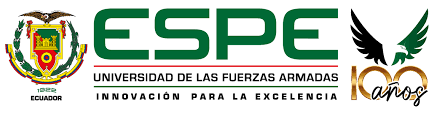 ESPE
UNIVERSIDAD DE LAS FUERZAS ARMADAS
INNOVACIÓN PARA LA EXCELENCIA
1922
ECUADOR
100
años